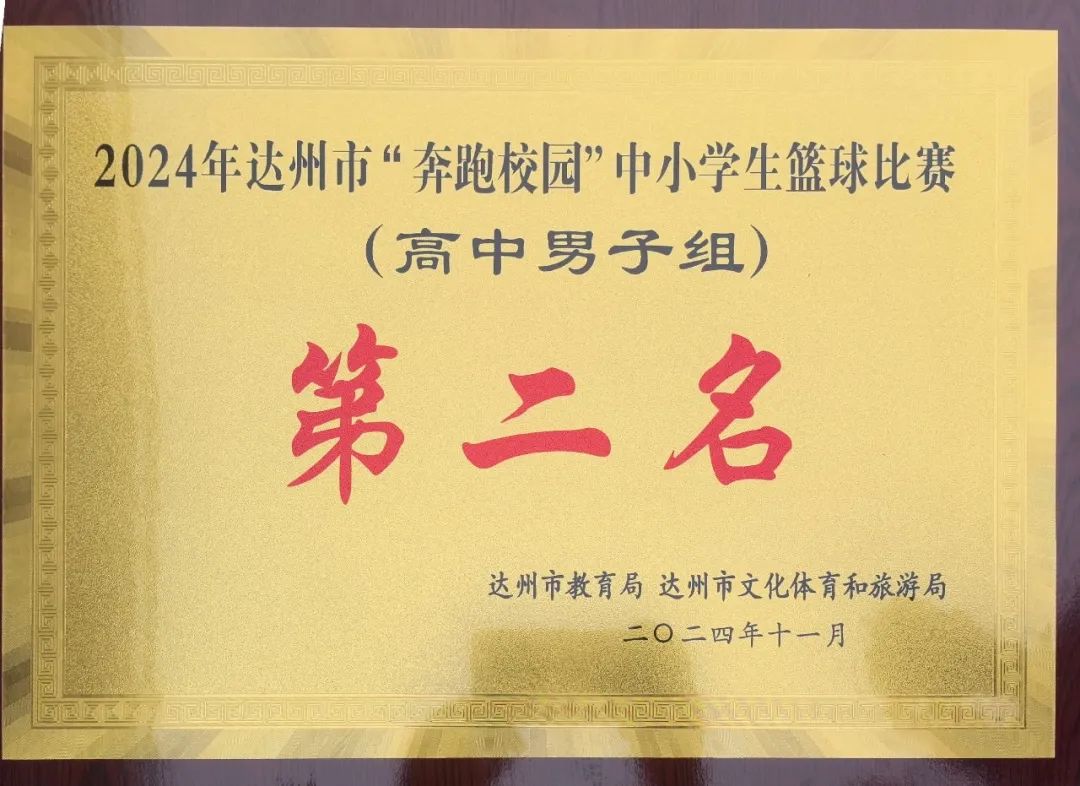 2024年达州市“奔跑校园”中小学生篮球比赛
（高中男子组）
第二名
达州市教育局 达州市文化体育和旅游局
二〇二四年十一月